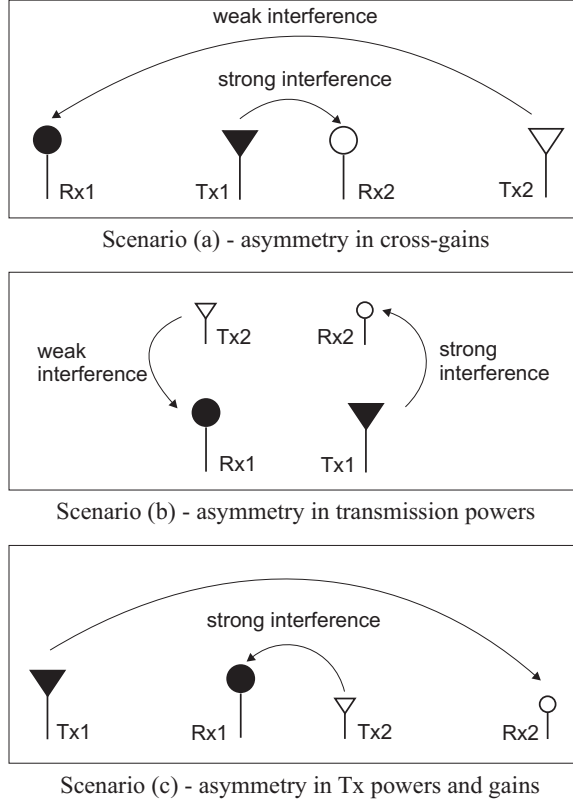 weak interference
strong interference
Rx1 Tx1 Rx2 Tx2
Scenario (a) - asymmetry in cross-gains
Tx2 Rx2
weak
interference
strong
interference
Rx1 Tx1
Scenario (b) - asymmetry in transmission powers
strong interference
Tx1 Rx1 Tx2 Rx2
Scenario (c) - asymmetry in Tx powers and gains